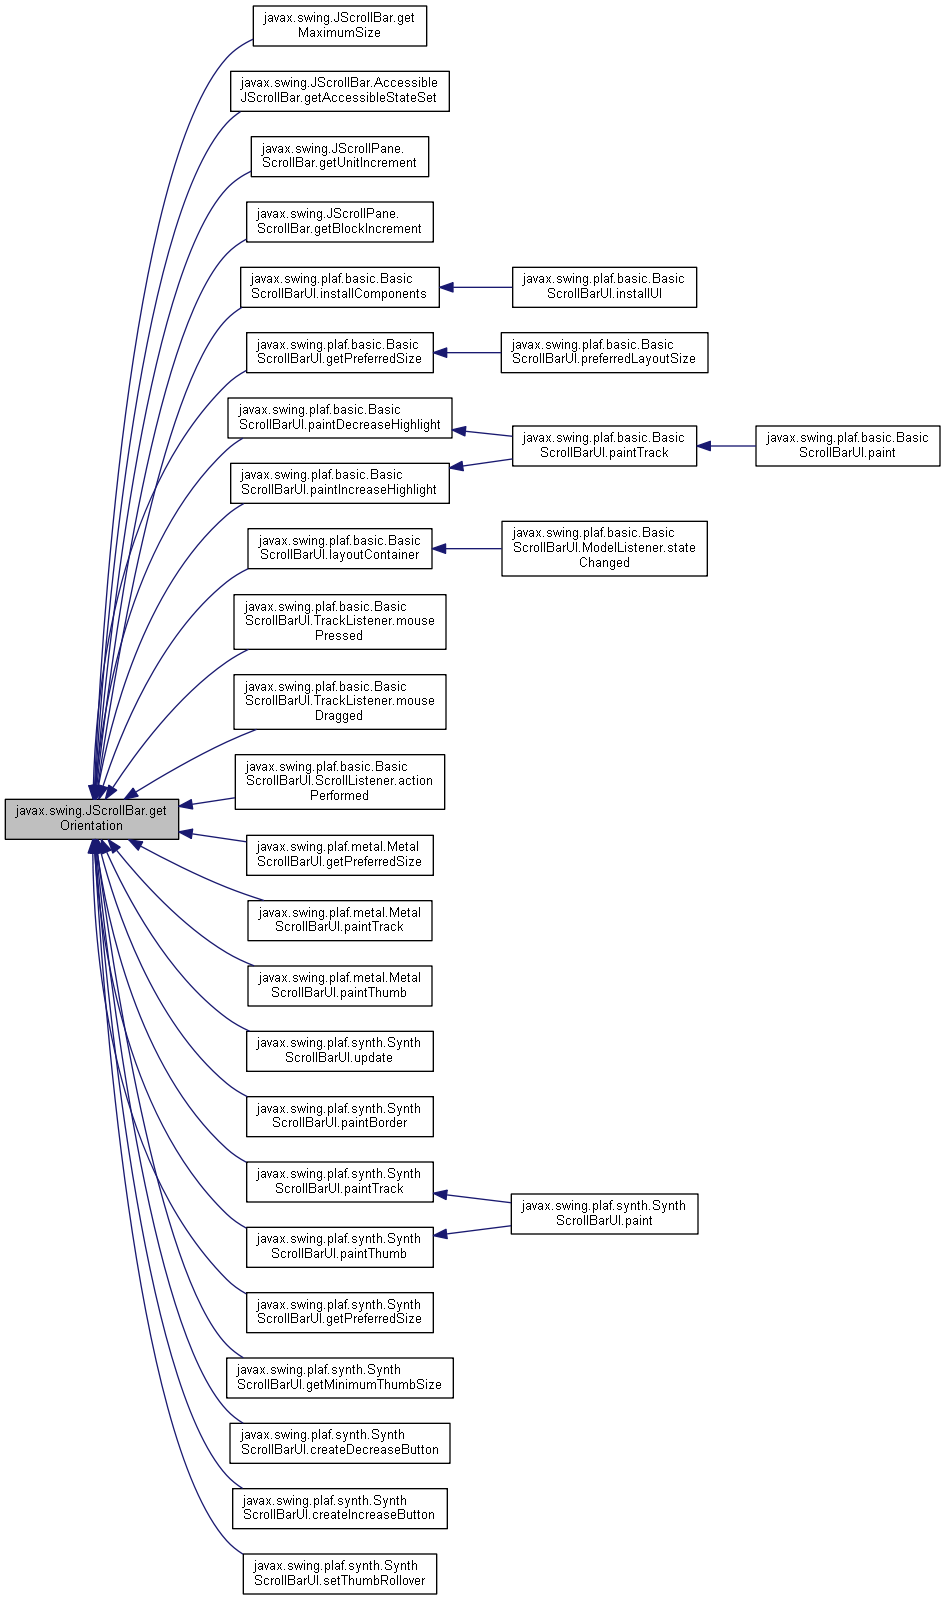 javax.swing.JScrollBar.get
MaximumSize
javax.swing.JScrollBar.Accessible
JScrollBar.getAccessibleStateSet
javax.swing.JScrollPane.
ScrollBar.getUnitIncrement
javax.swing.JScrollPane.
ScrollBar.getBlockIncrement
javax.swing.plaf.basic.Basic
ScrollBarUI.installComponents
javax.swing.plaf.basic.Basic
ScrollBarUI.installUI
javax.swing.plaf.basic.Basic
ScrollBarUI.getPreferredSize
javax.swing.plaf.basic.Basic
ScrollBarUI.preferredLayoutSize
javax.swing.plaf.basic.Basic
ScrollBarUI.paintDecreaseHighlight
javax.swing.plaf.basic.Basic
ScrollBarUI.paintTrack
javax.swing.plaf.basic.Basic
ScrollBarUI.paint
javax.swing.plaf.basic.Basic
ScrollBarUI.paintIncreaseHighlight
javax.swing.plaf.basic.Basic
ScrollBarUI.layoutContainer
javax.swing.plaf.basic.Basic
ScrollBarUI.ModelListener.state
Changed
javax.swing.plaf.basic.Basic
ScrollBarUI.TrackListener.mouse
Pressed
javax.swing.plaf.basic.Basic
ScrollBarUI.TrackListener.mouse
Dragged
javax.swing.plaf.basic.Basic
ScrollBarUI.ScrollListener.action
Performed
javax.swing.JScrollBar.get
Orientation
javax.swing.plaf.metal.Metal
ScrollBarUI.getPreferredSize
javax.swing.plaf.metal.Metal
ScrollBarUI.paintTrack
javax.swing.plaf.metal.Metal
ScrollBarUI.paintThumb
javax.swing.plaf.synth.Synth
ScrollBarUI.update
javax.swing.plaf.synth.Synth
ScrollBarUI.paintBorder
javax.swing.plaf.synth.Synth
ScrollBarUI.paintTrack
javax.swing.plaf.synth.Synth
ScrollBarUI.paint
javax.swing.plaf.synth.Synth
ScrollBarUI.paintThumb
javax.swing.plaf.synth.Synth
ScrollBarUI.getPreferredSize
javax.swing.plaf.synth.Synth
ScrollBarUI.getMinimumThumbSize
javax.swing.plaf.synth.Synth
ScrollBarUI.createDecreaseButton
javax.swing.plaf.synth.Synth
ScrollBarUI.createIncreaseButton
javax.swing.plaf.synth.Synth
ScrollBarUI.setThumbRollover